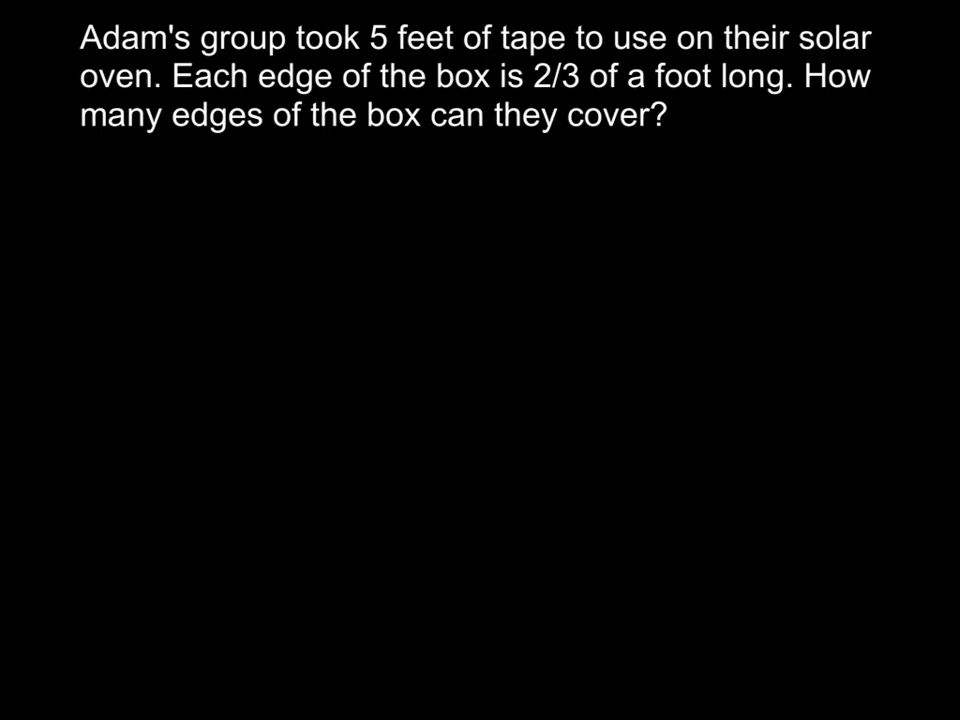 Adam's group took 5 feet of tape to use on their solar
oven. Each edge of the box is 2/3 of a foot long. How
many edges of the box can they cover?